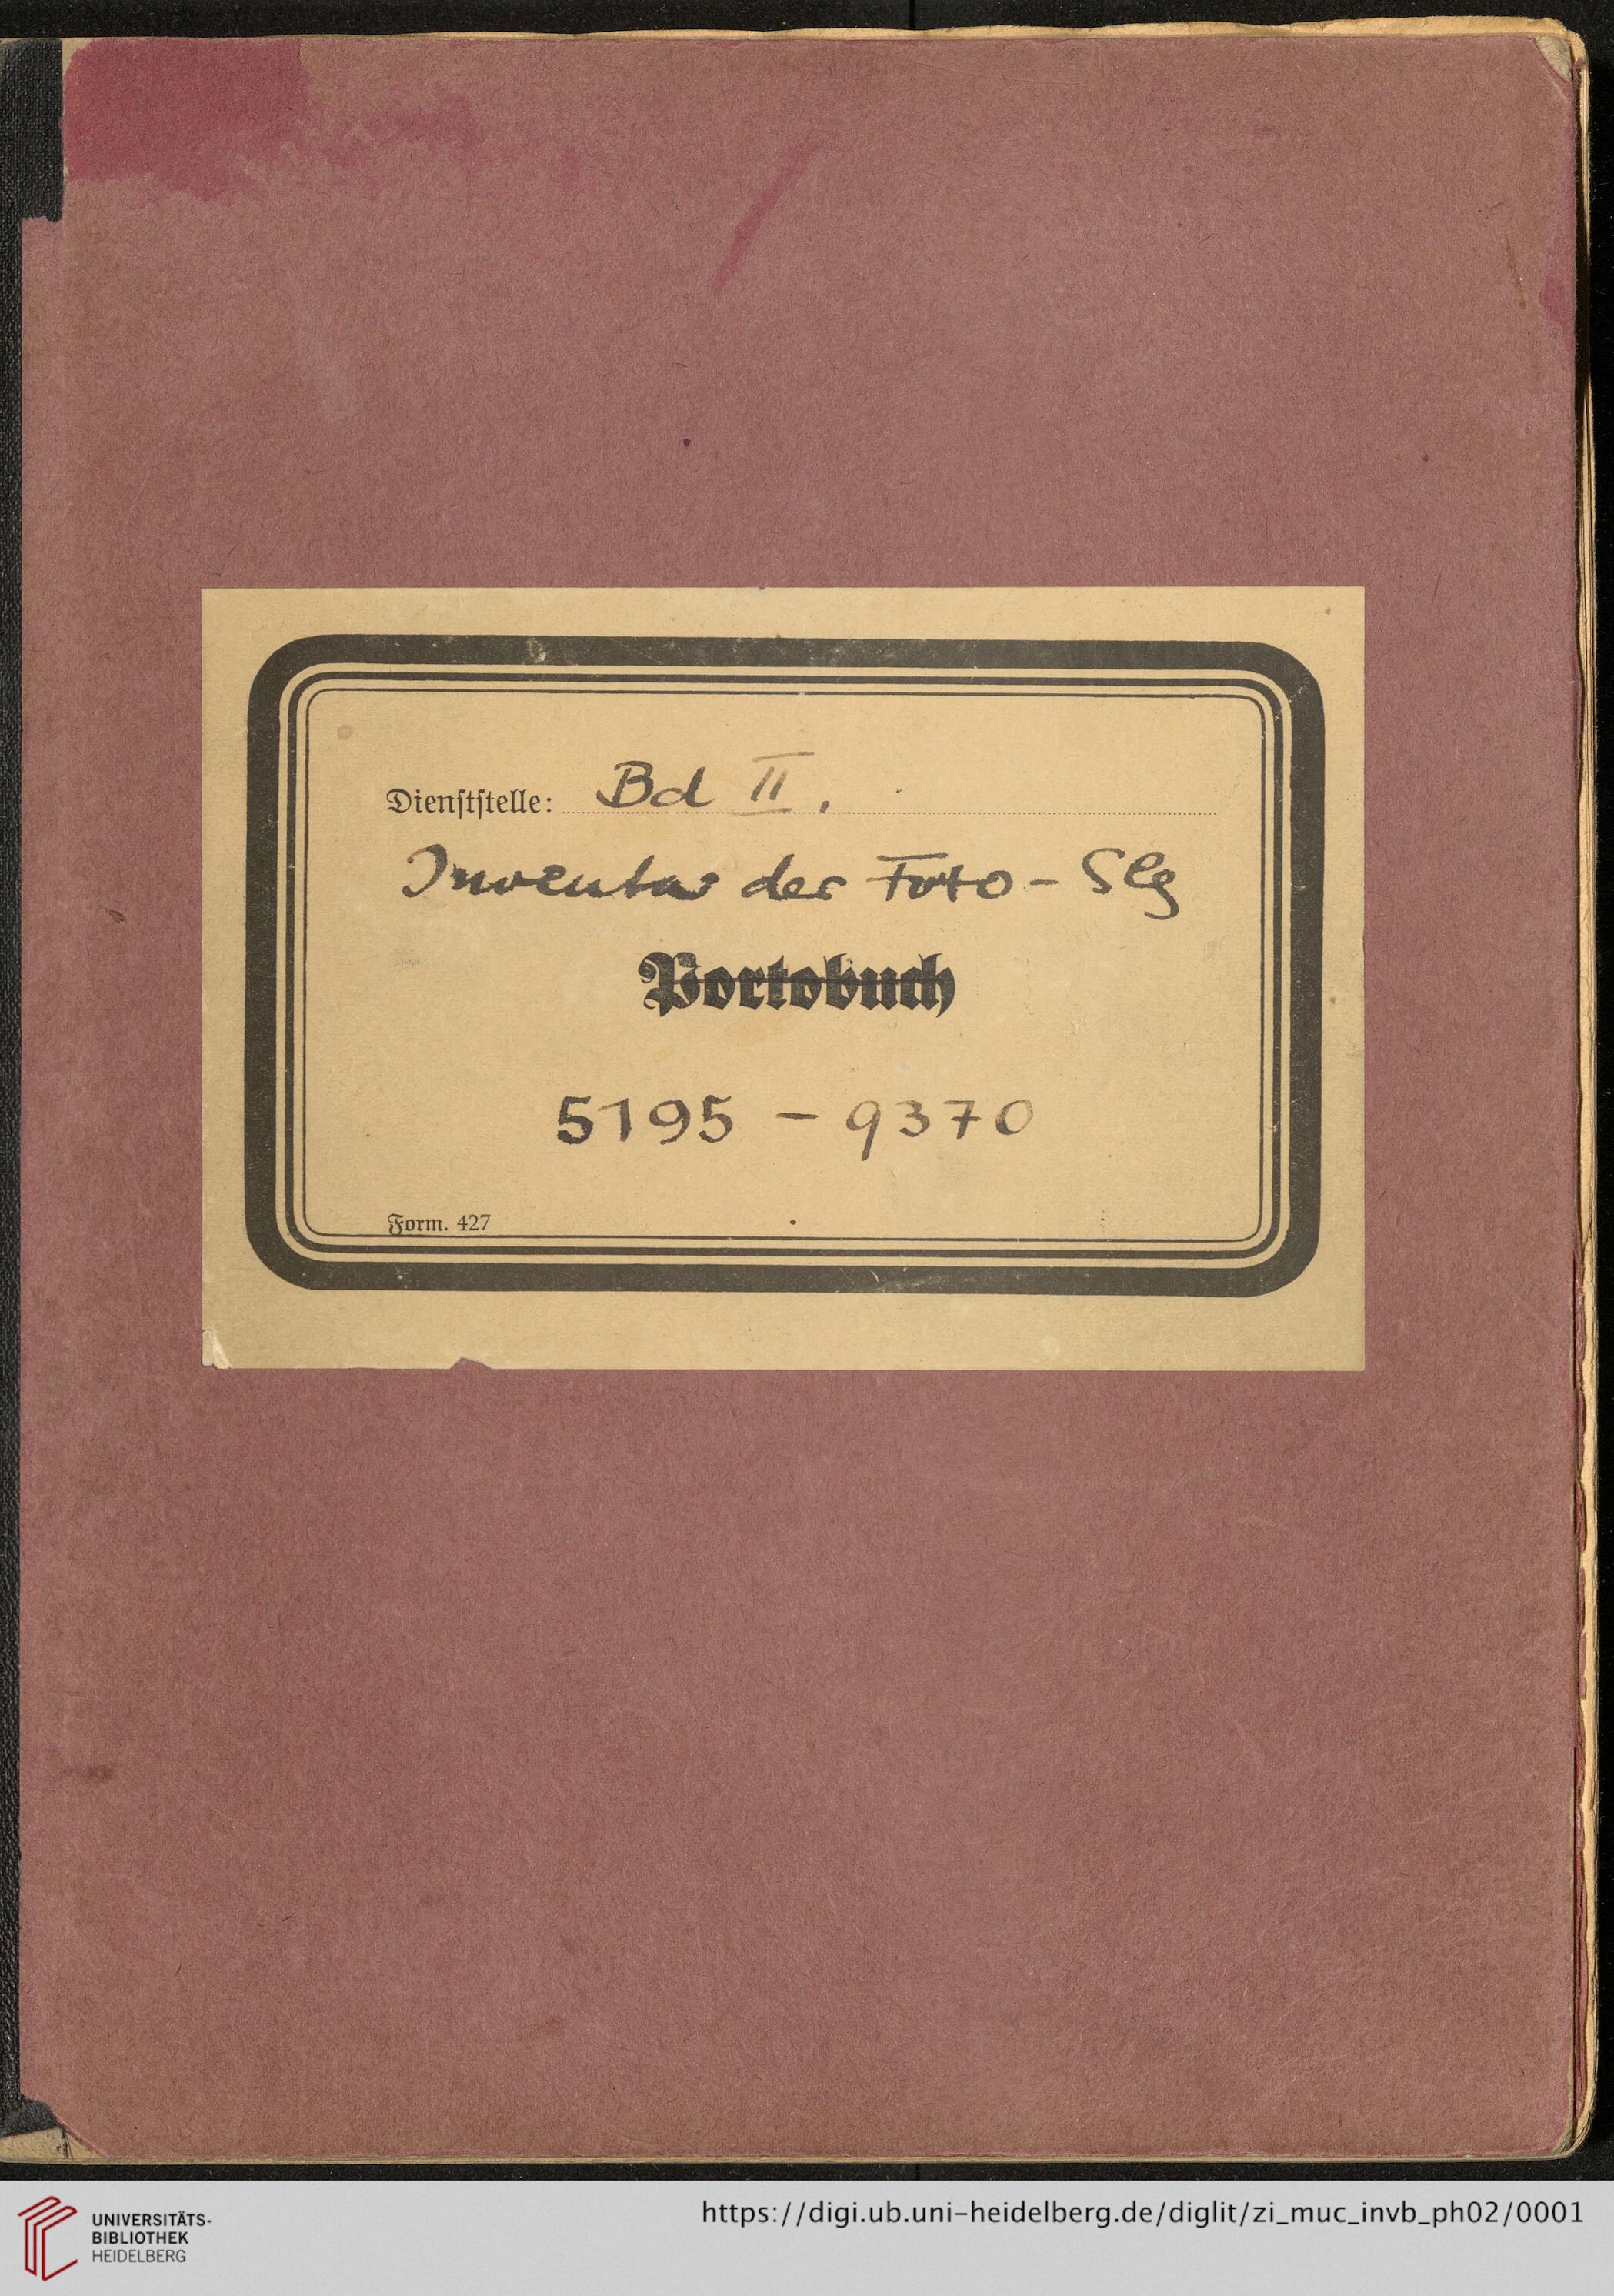 Dienststelle: Bd II.
Inventar der Foto - Slg
Portobuch
5195 - 9370
Form. 427
UNIVERSITÄTS-
BIBLIOTHEK
HEIDELBERG
https://digi.ub.uni-heidelberg.de/diglit/zi_muc_invb_ph02/0001